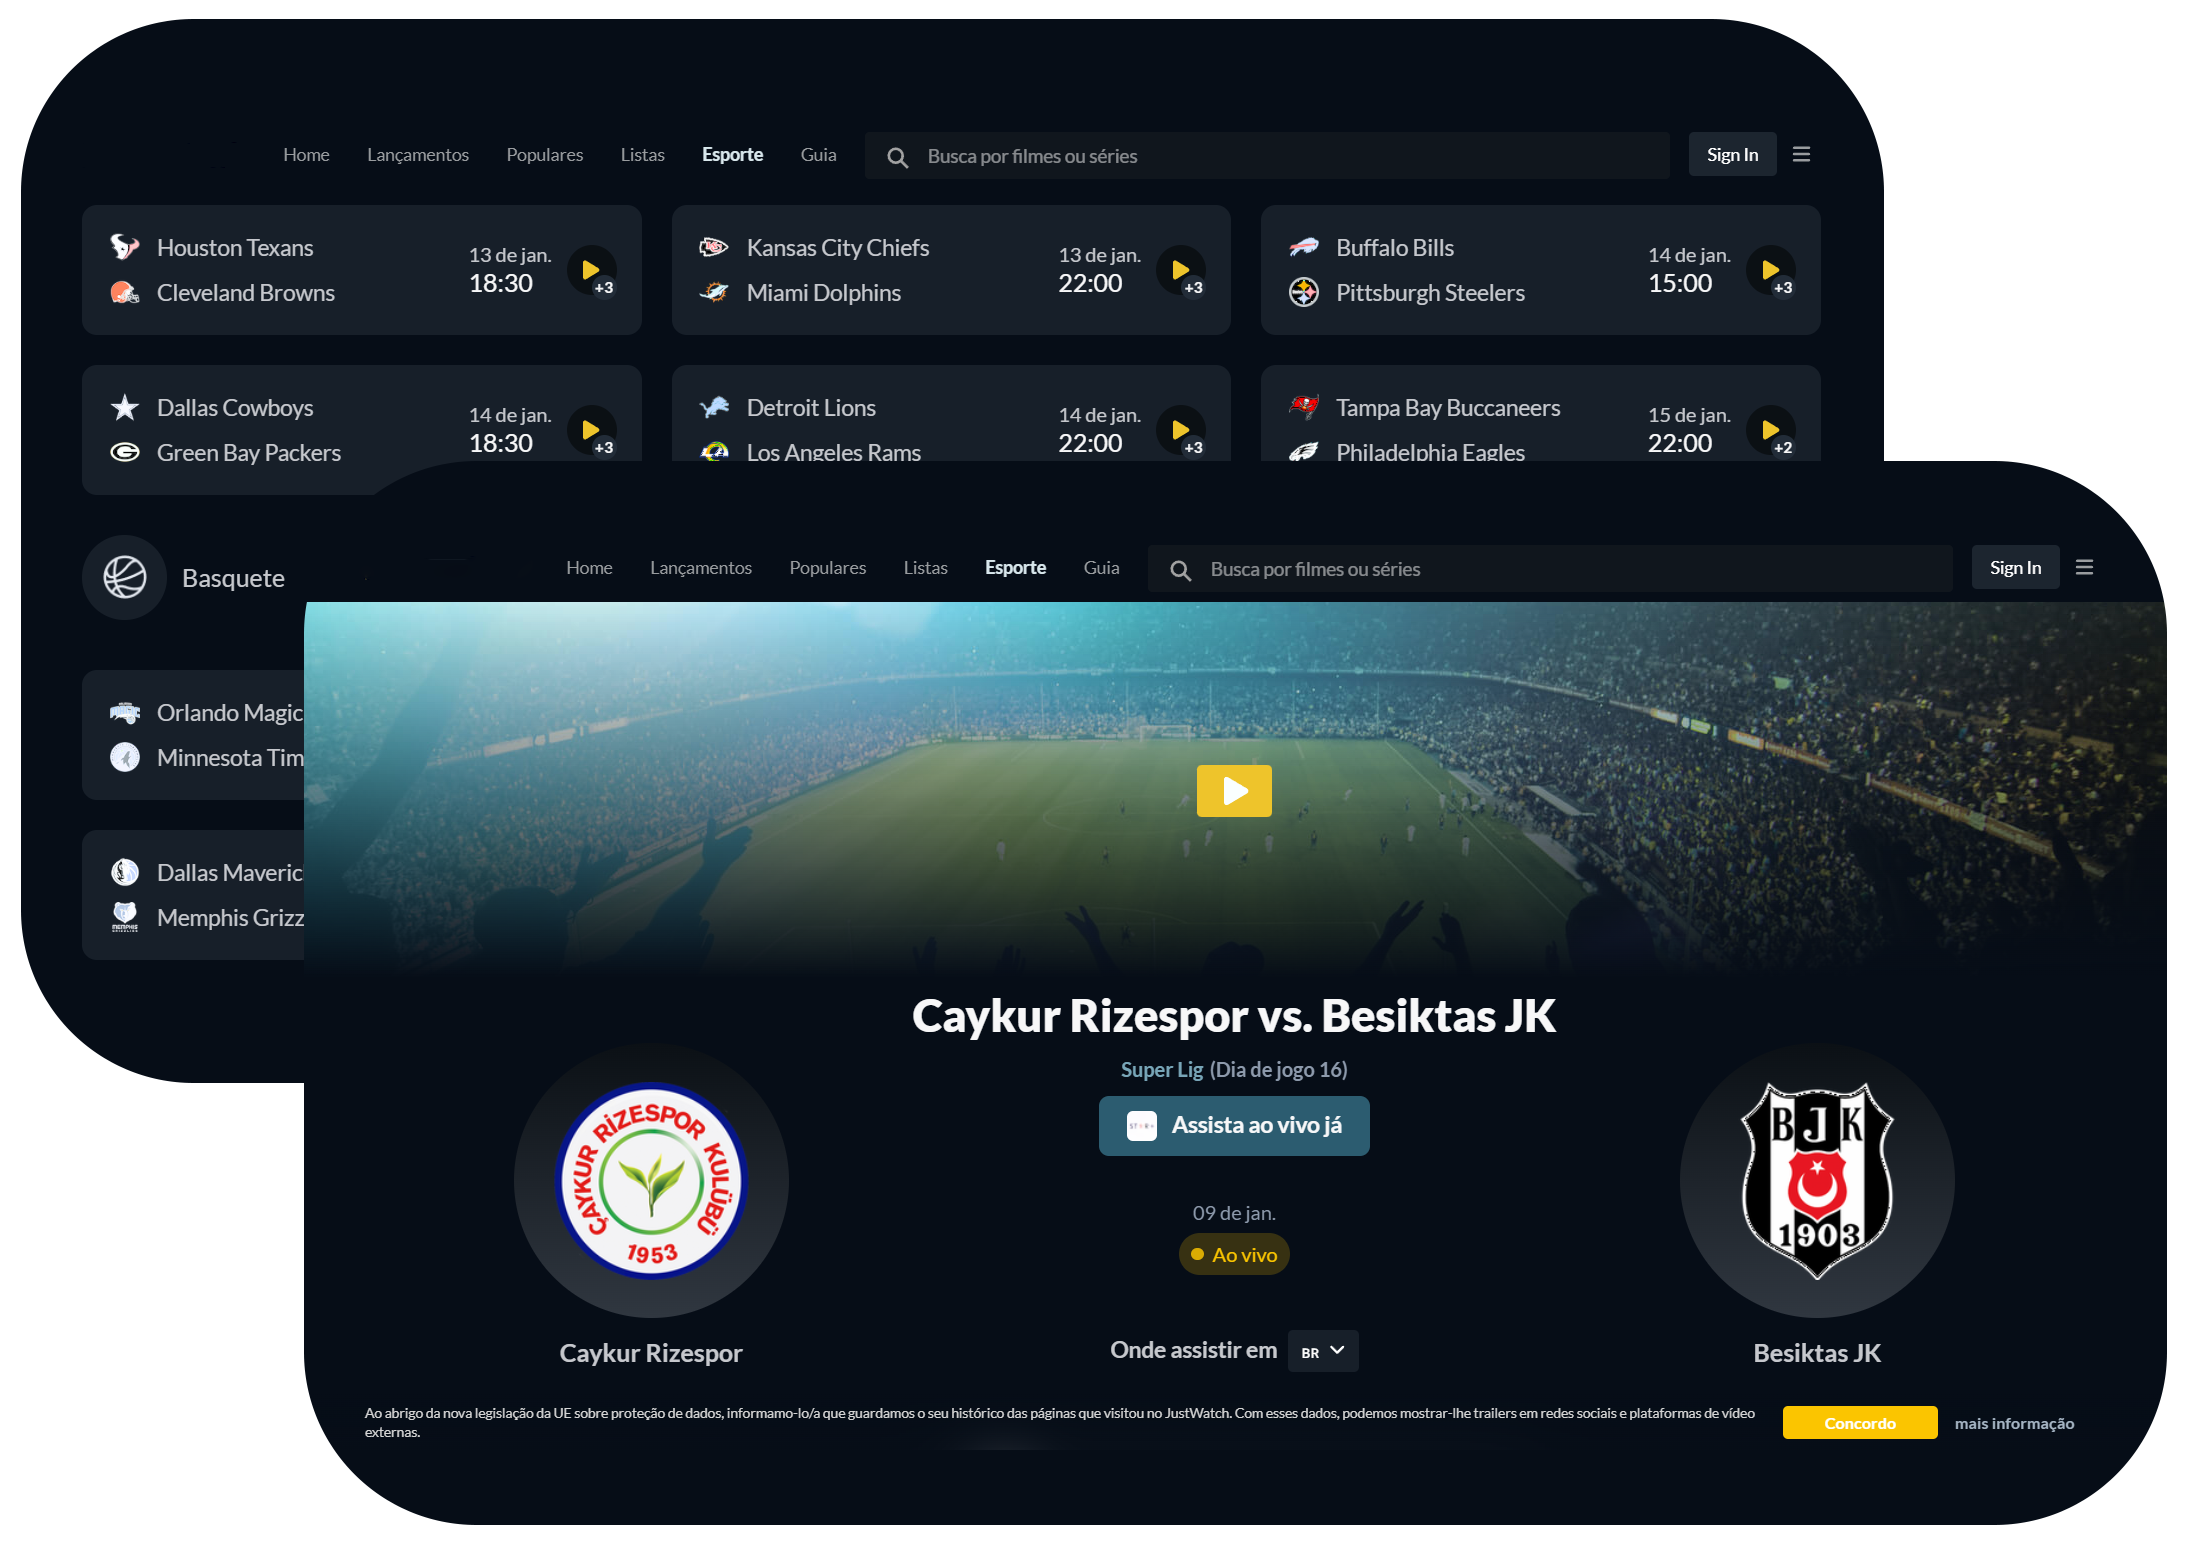 Home Lançamentos Populares Listas Esporte Guia Busca por filmes ou séries Sign In
Houston Texans
Cleveland Browns
13 de jan.
18:30
+3
Kansas City Chiefs
Miami Dolphins
13 de jan.
22:00
+3
Buffalo Bills
Pittsburgh Steelers
14 de jan.
15:00
+3
Dallas Cowboys
Green Bay Packers
14 de jan.
18:30
+3
Detroit Lions
Los Angeles Rams
14 de jan.
22:00
+3
Tampa Bay Buccaneers
Philadelphia Eagles
15 de jan.
22:00
+2
Basquete
Orlando Magic
Minnesota Tim
Dallas Maveric
Memphis Grizz
Home Lançamentos Populares Listas Esporte Guia Busca por filmes ou séries Sign In
Caykur Rizespor vs. Besiktas JK
Super Lig (Dia de jogo 16)
Assista ao vivo já
09 de jan.
Ao vivo
Onde assistir em BR
ÇAYKUR RİZESPOR KULÜBÜ
1953
Caykur Rizespor
BJK
1903
Besiktas JK
Ao abrigo da nova legislação da UE sobre proteção de dados, informamo-lo/a que guardamos o seu histórico das páginas que visitou no JustWatch. Com esses dados, podemos mostrar-lhe trailers em redes sociais e plataformas de vídeo
externas.
Concordo mais informação